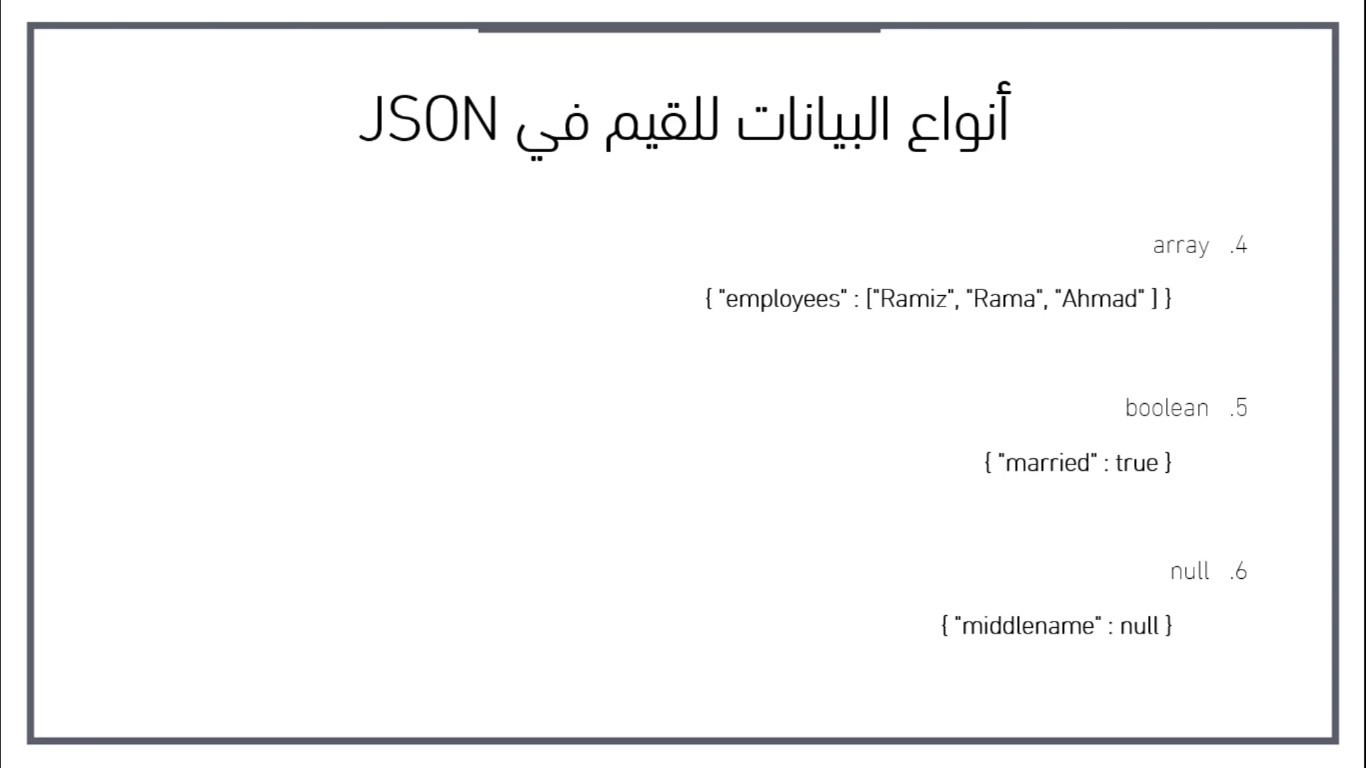 أنواع البيانات للقيم في JSON
4. array
{ "employees" : ["Ramiz", "Rama", "Ahmad" ] }
5. boolean
{ "married" : true }
6. null
{ "middlename" : null }